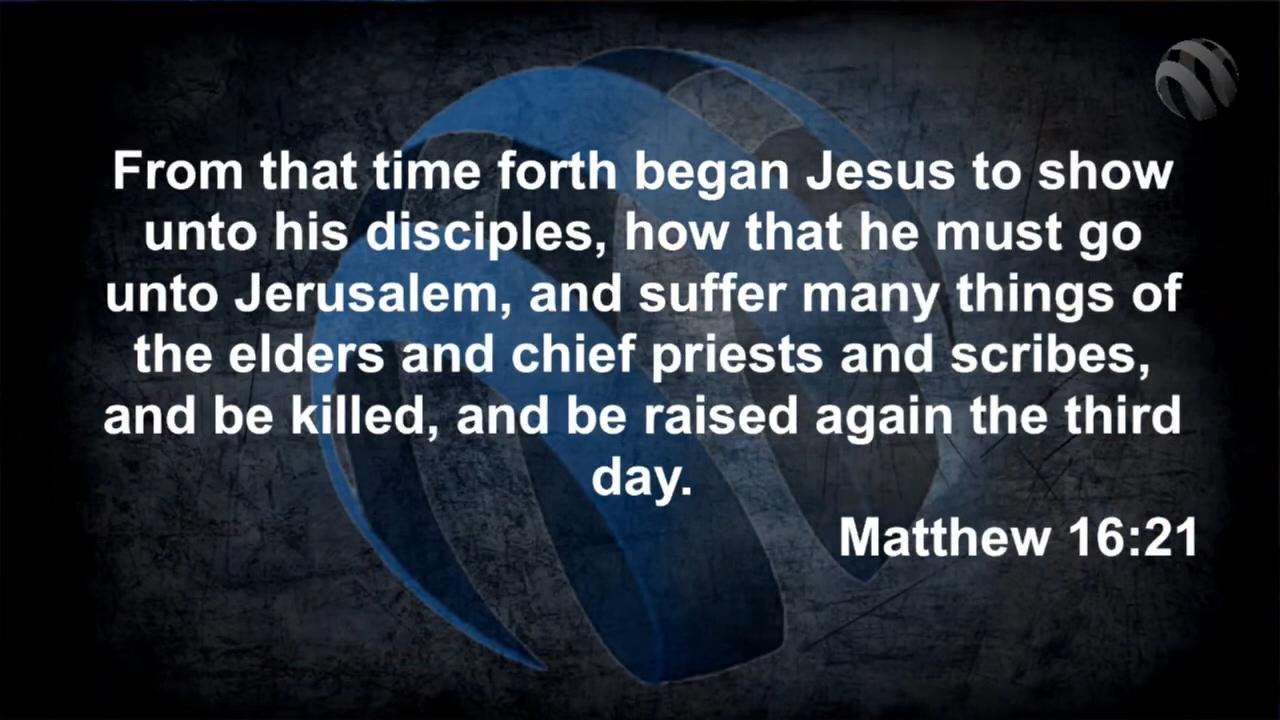 From that time forth began Jesus to show
unto his disciples, how that he must go
unto Jerusalem, and suffer many things of
the elders and chief priests and scribes,
and be killed, and be raised again the third
day.
Matthew 16:21